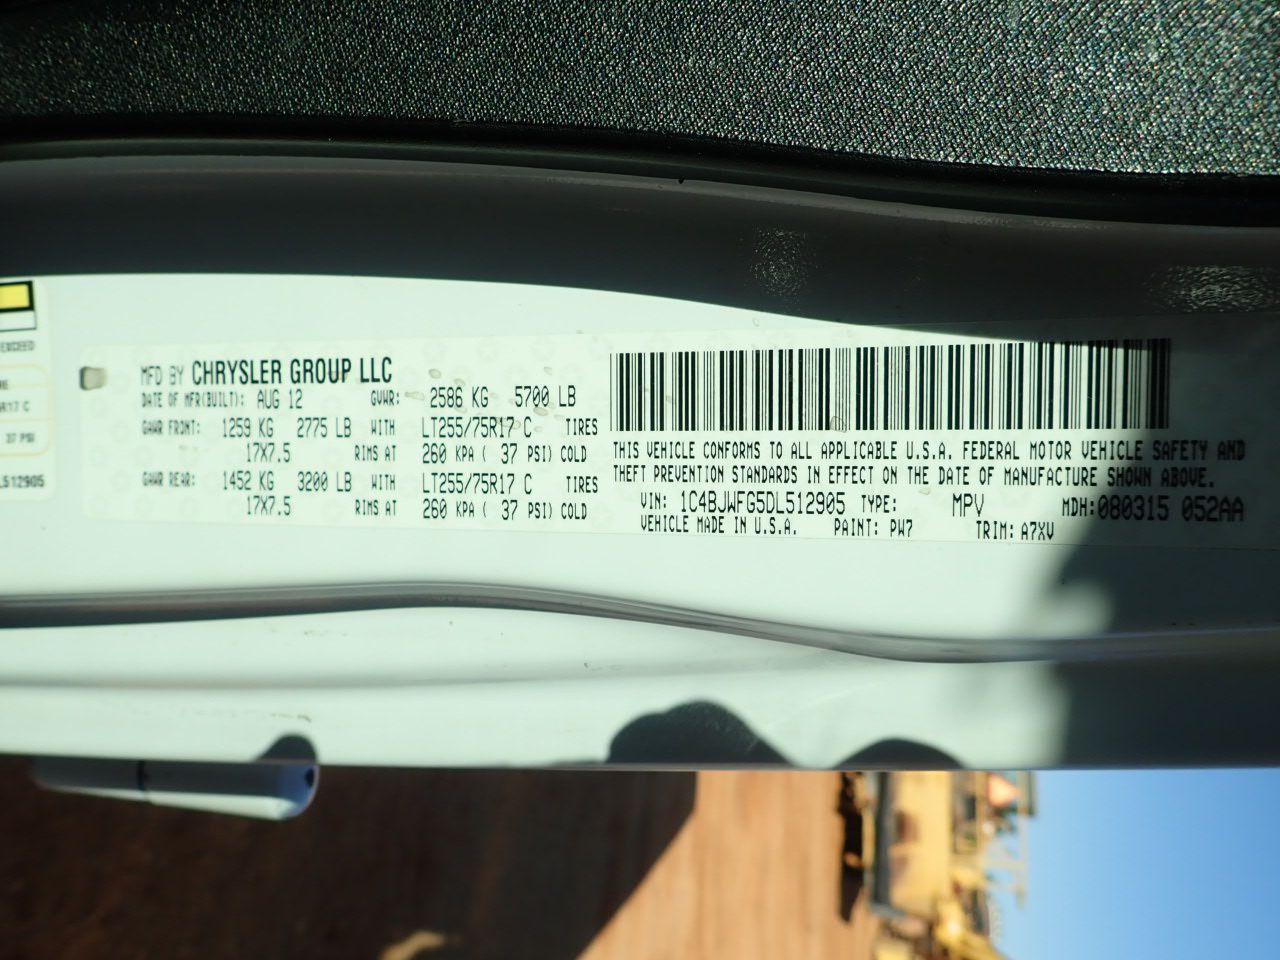 EXCEED
R17 C
37 PSI
L512905
MFD BY CHRYSLER GROUP LLC
DATE OF MFR(BUILT): AUG 12 GVWR: 2586 KG 5700 LB
GAWR FRONT: 1259 KG 2775 LB WITH LT255/75R17 C TIRES
17X7.5 RIMS AT 260 KPA ( 37 PSI) COLD
GAWR REAR: 1452 KG 3200 LB WITH LT255/75R17 C TIRES
17X7.5 RIMS AT 260 KPA ( 37 PSI) COLD
THIS VEHICLE CONFORMS TO ALL APPLICABLE U.S.A. FEDERAL MOTOR VEHICLE SAFETY AND
THEFT PREVENTION STANDARDS IN EFFECT ON THE DATE OF MANUFACTURE SHOWN ABOVE.
VIN: 1C4BJWFG5DL512905 TYPE: MPV MDH:080315 052AA
VEHICLE MADE IN U.S.A. PAINT: PW7 TRIM: A7XV